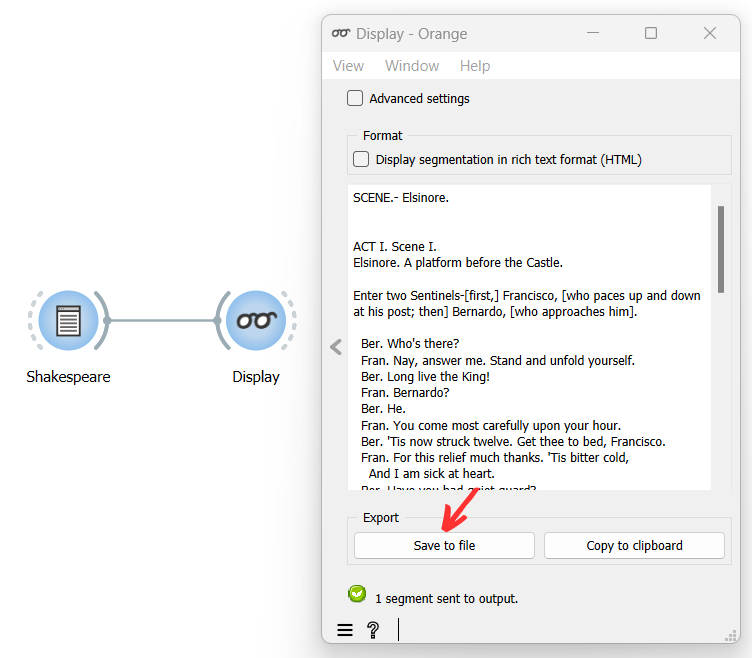 Display - Orange
View Window Help
Advanced settings
Format
Display segmentation in rich text format (HTML)
SCENE.- Elsinore.
ACT I. Scene I.
Elsinore. A platform before the Castle.
Enter two Sentinels-[first,] Francisco, [who paces up and down
at his post; then] Bernardo, [who approaches him].
Ber. Who's there?
Fran. Nay, answer me. Stand and unfold yourself.
Ber. Long live the King!
Fran. Bernardo?
Ber. He.
Fran. You come most carefully upon your hour.
Ber. 'Tis now struck twelve. Get thee to bed, Francisco.
Fran. For this relief much thanks. 'Tis bitter cold,
And I am sick at heart.
Ber. Have you had quiet guard?
Shakespeare
Display
Export
Save to file
Copy to clipboard
1 segment sent to output.
?